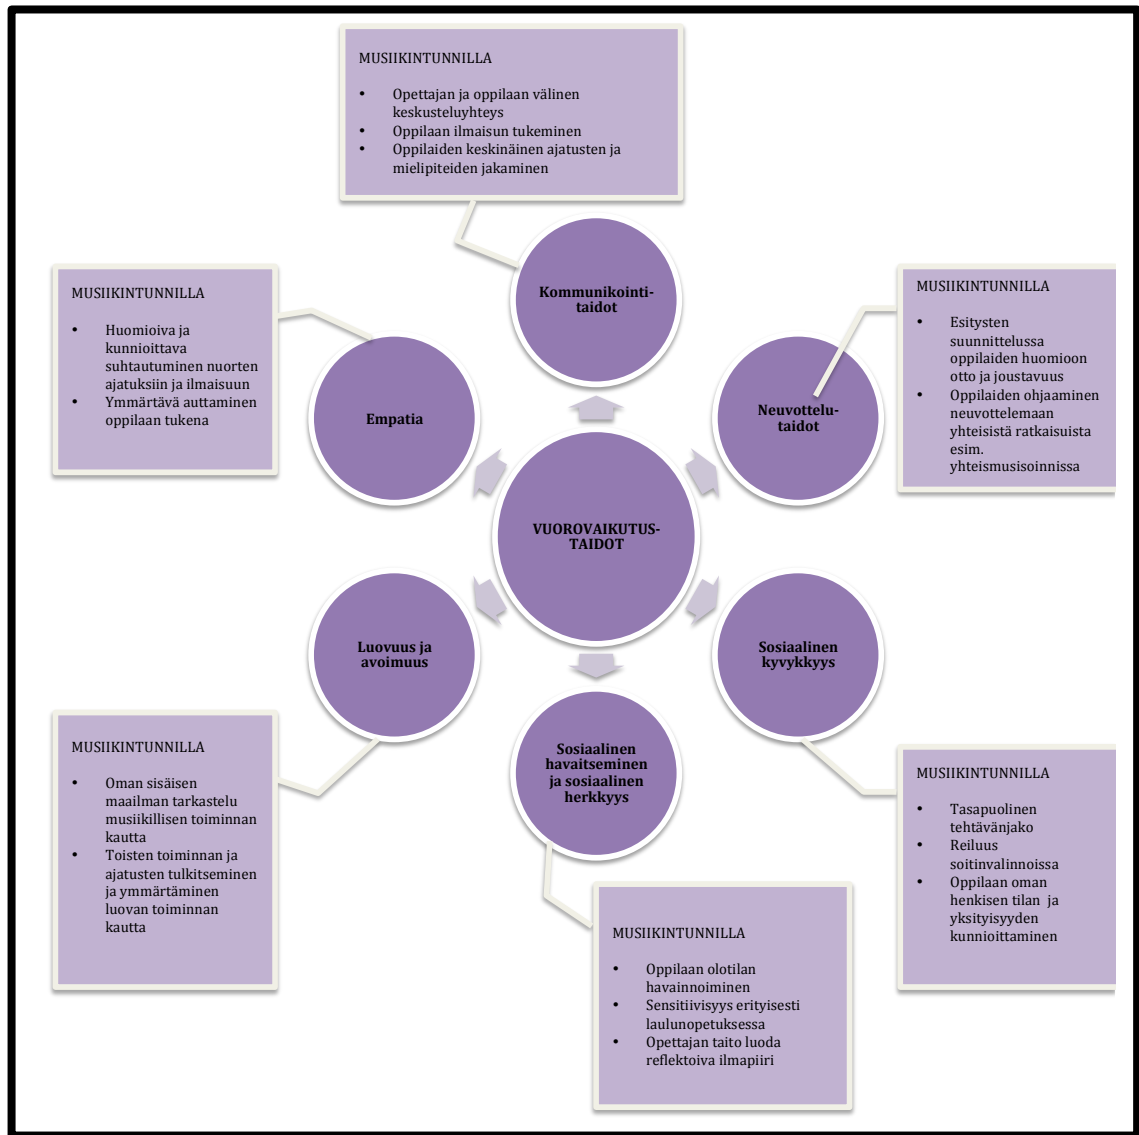 MUSIIKINTUNNILLA
• Opettajan ja oppilaan välinen
keskusteluyhteys
• Oppilaan ilmaisun tukeminen
• Oppilaiden keskinäinen ajatusten ja
mielipiteiden jakaminen
Kommunikointi-
taidot
MUSIIKINTUNNILLA
• Huomioiva ja
kunnioittava
suhtautuminen nuorten
ajatuksiin ja ilmaisuun
• Ymmärtävä auttaminen
oppilaan tukena
Empatia
MUSIIKINTUNNILLA
• Esitysten
suunnittelussa
oppilaiden huomioon
otto ja joustavuus
• Oppilaiden ohjaaminen
neuvottelemaan
yhteisistä ratkaisuista
esim.
yhteismusisoinnissa
Neuvottelu-
taidot
VUOROVAIKUTUS-
TAIDOT
Luovuus ja
avoimuus
Sosiaalinen
kyvykkyys
Sosiaalinen
havaitseminen
ja sosiaalinen
herkkyys
MUSIIKINTUNNILLA
• Oman sisäisen
maailman tarkastelu
musiikillisen toiminnan
kautta
• Toisten toiminnan ja
ajatusten tulkitseminen
ja ymmärtäminen
luovan toiminnan
kautta
MUSIIKINTUNNILLA
• Tasapuolinen
tehtävänjako
• Reiluus
soitinvalinnoissa
• Oppilaan oman
henkisen tilan ja
yksityisyyden
kunnioittaminen
MUSIIKINTUNNILLA
• Oppilaan olotilan
havainnoiminen
• Sensitiivisyys erityisesti
laulunopetuksessa
• Opettajan taito luoda
reflektoiva ilmapiiri